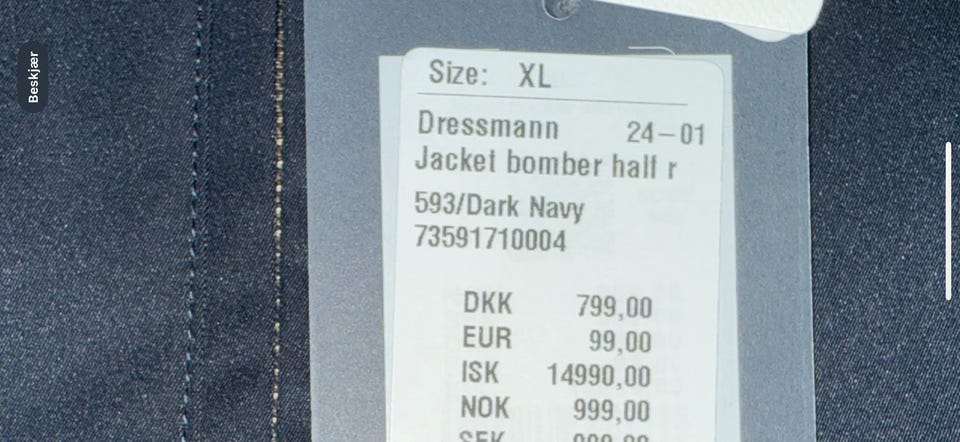 Beskjær
Size: XL
Dressmann 24-01
Jacket bomber half r
593/Dark Navy
73591710004
DKK 799,00
EUR 99,00
ISK 14990,00
NOK 999,00
SEK